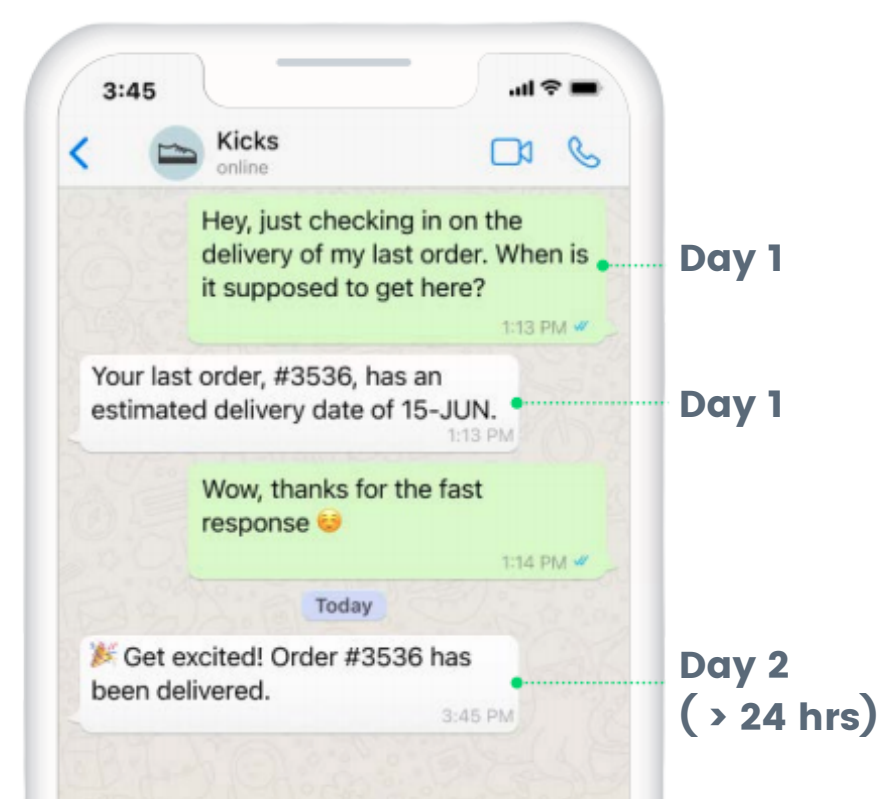 3:45
Kicks
online
Hey, just checking in on the
delivery of my last order. When is
it supposed to get here?
1:13 PM
Day 1
Your last order, #3536, has an
estimated delivery date of 15-JUN.
1:13 PM
Day 1
Wow, thanks for the fast
response ☺️
1:14 PM
Today
🎉 Get excited! Order #3536 has
been delivered.
3:45 PM
Day 2
( > 24 hrs)